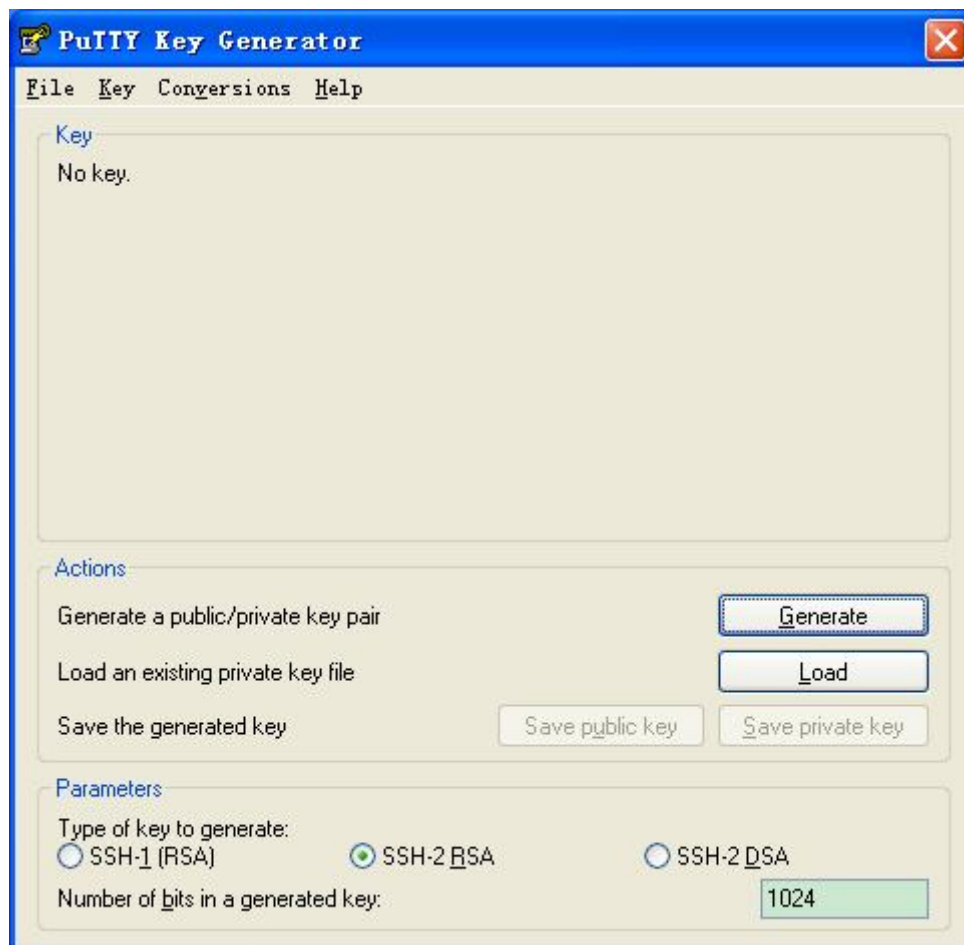 PuTTY Key Generator
File Key Conversions Help
Key
No key.
Actions
Generate a public/private key pair
Generate
Load an existing private key file
Load
Save the generated key
Save public key
Save private key
Parameters
Type of key to generate:
SSH-1 (RSA) SSH-2 RSA SSH-2 DSA
Number of bits in a generated key:
1024